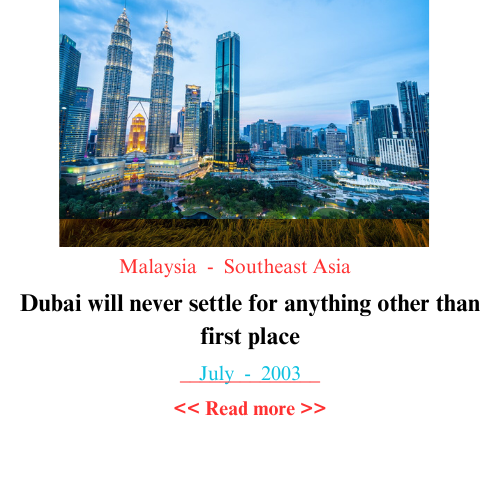 Malaysia - Southeast Asia
Dubai will never settle for anything other than
first place
July - 2003
<< Read more >>